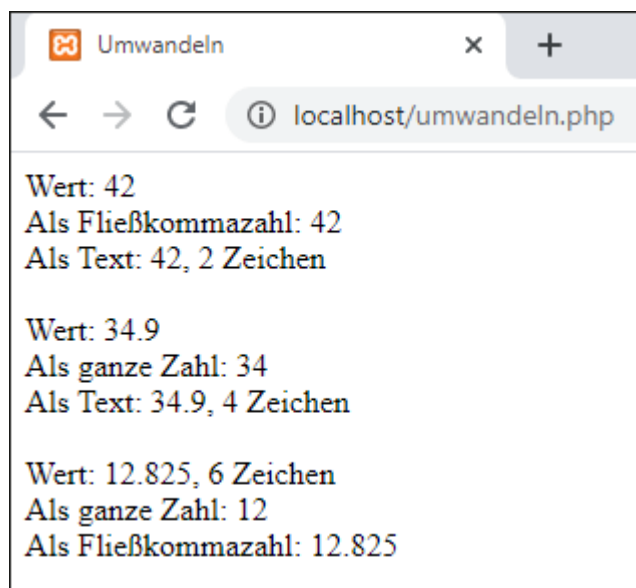 Umwandeln
localhost/umwandeln.php
Wert: 42
Als Fließkommazahl: 42
Als Text: 42, 2 Zeichen
Wert: 34.9
Als ganze Zahl: 34
Als Text: 34.9, 4 Zeichen
Wert: 12.825, 6 Zeichen
Als ganze Zahl: 12
Als Fließkommazahl: 12.825